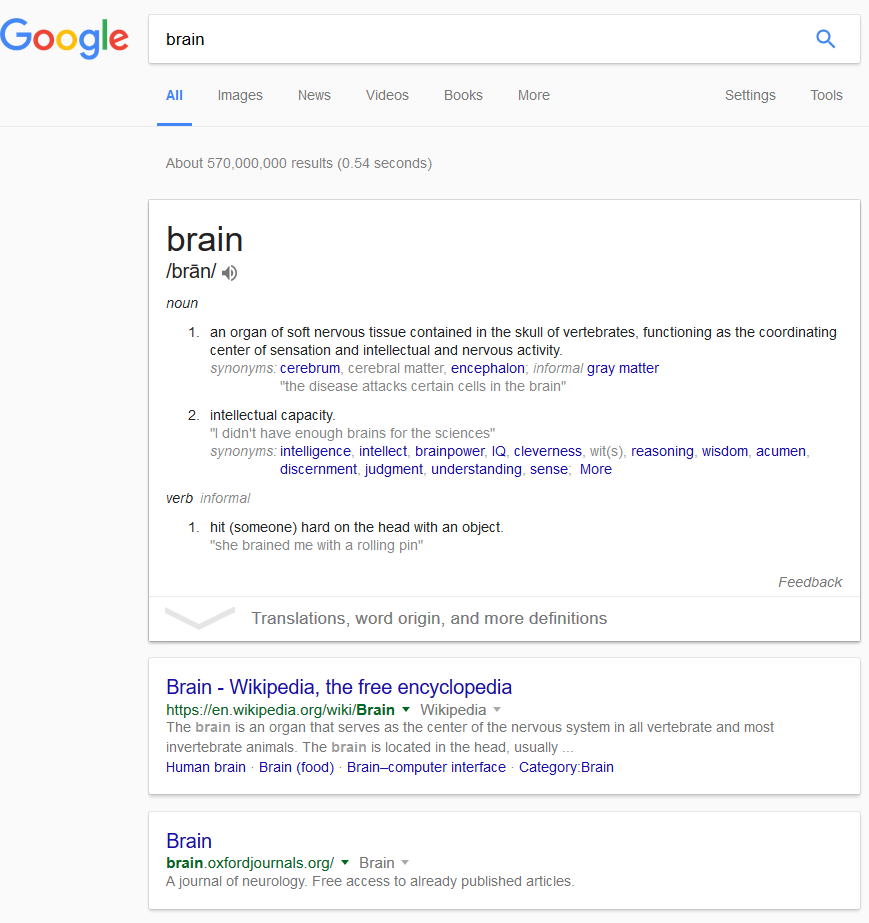 Google
brain
All Images News Videos Books More Settings Tools
About 570,000,000 results (0.54 seconds)
brain
/brān/
noun
1. an organ of soft nervous tissue contained in the skull of vertebrates, functioning as the coordinating
center of sensation and intellectual and nervous activity.
synonyms: cerebrum, cerebral matter, encephalon; informal gray matter
"the disease attacks certain cells in the brain"
2. intellectual capacity.
"I didn't have enough brains for the sciences"
synonyms: intelligence, intellect, brainpower, IQ, cleverness, wit(s), reasoning, wisdom, acumen,
discernment, judgment, understanding, sense; More
verb informal
1. hit (someone) hard on the head with an object.
"she brained me with a rolling pin"
Feedback
Translations, word origin, and more definitions
Brain - Wikipedia, the free encyclopedia
https://en.wikipedia.org/wiki/Brain Wikipedia
The brain is an organ that serves as the center of the nervous system in all vertebrate and most
invertebrate animals. The brain is located in the head, usually ...
Human brain · Brain (food) · Brain–computer interface · Category:Brain
Brain
brain.oxfordjournals.org/ Brain
A journal of neurology. Free access to already published articles.